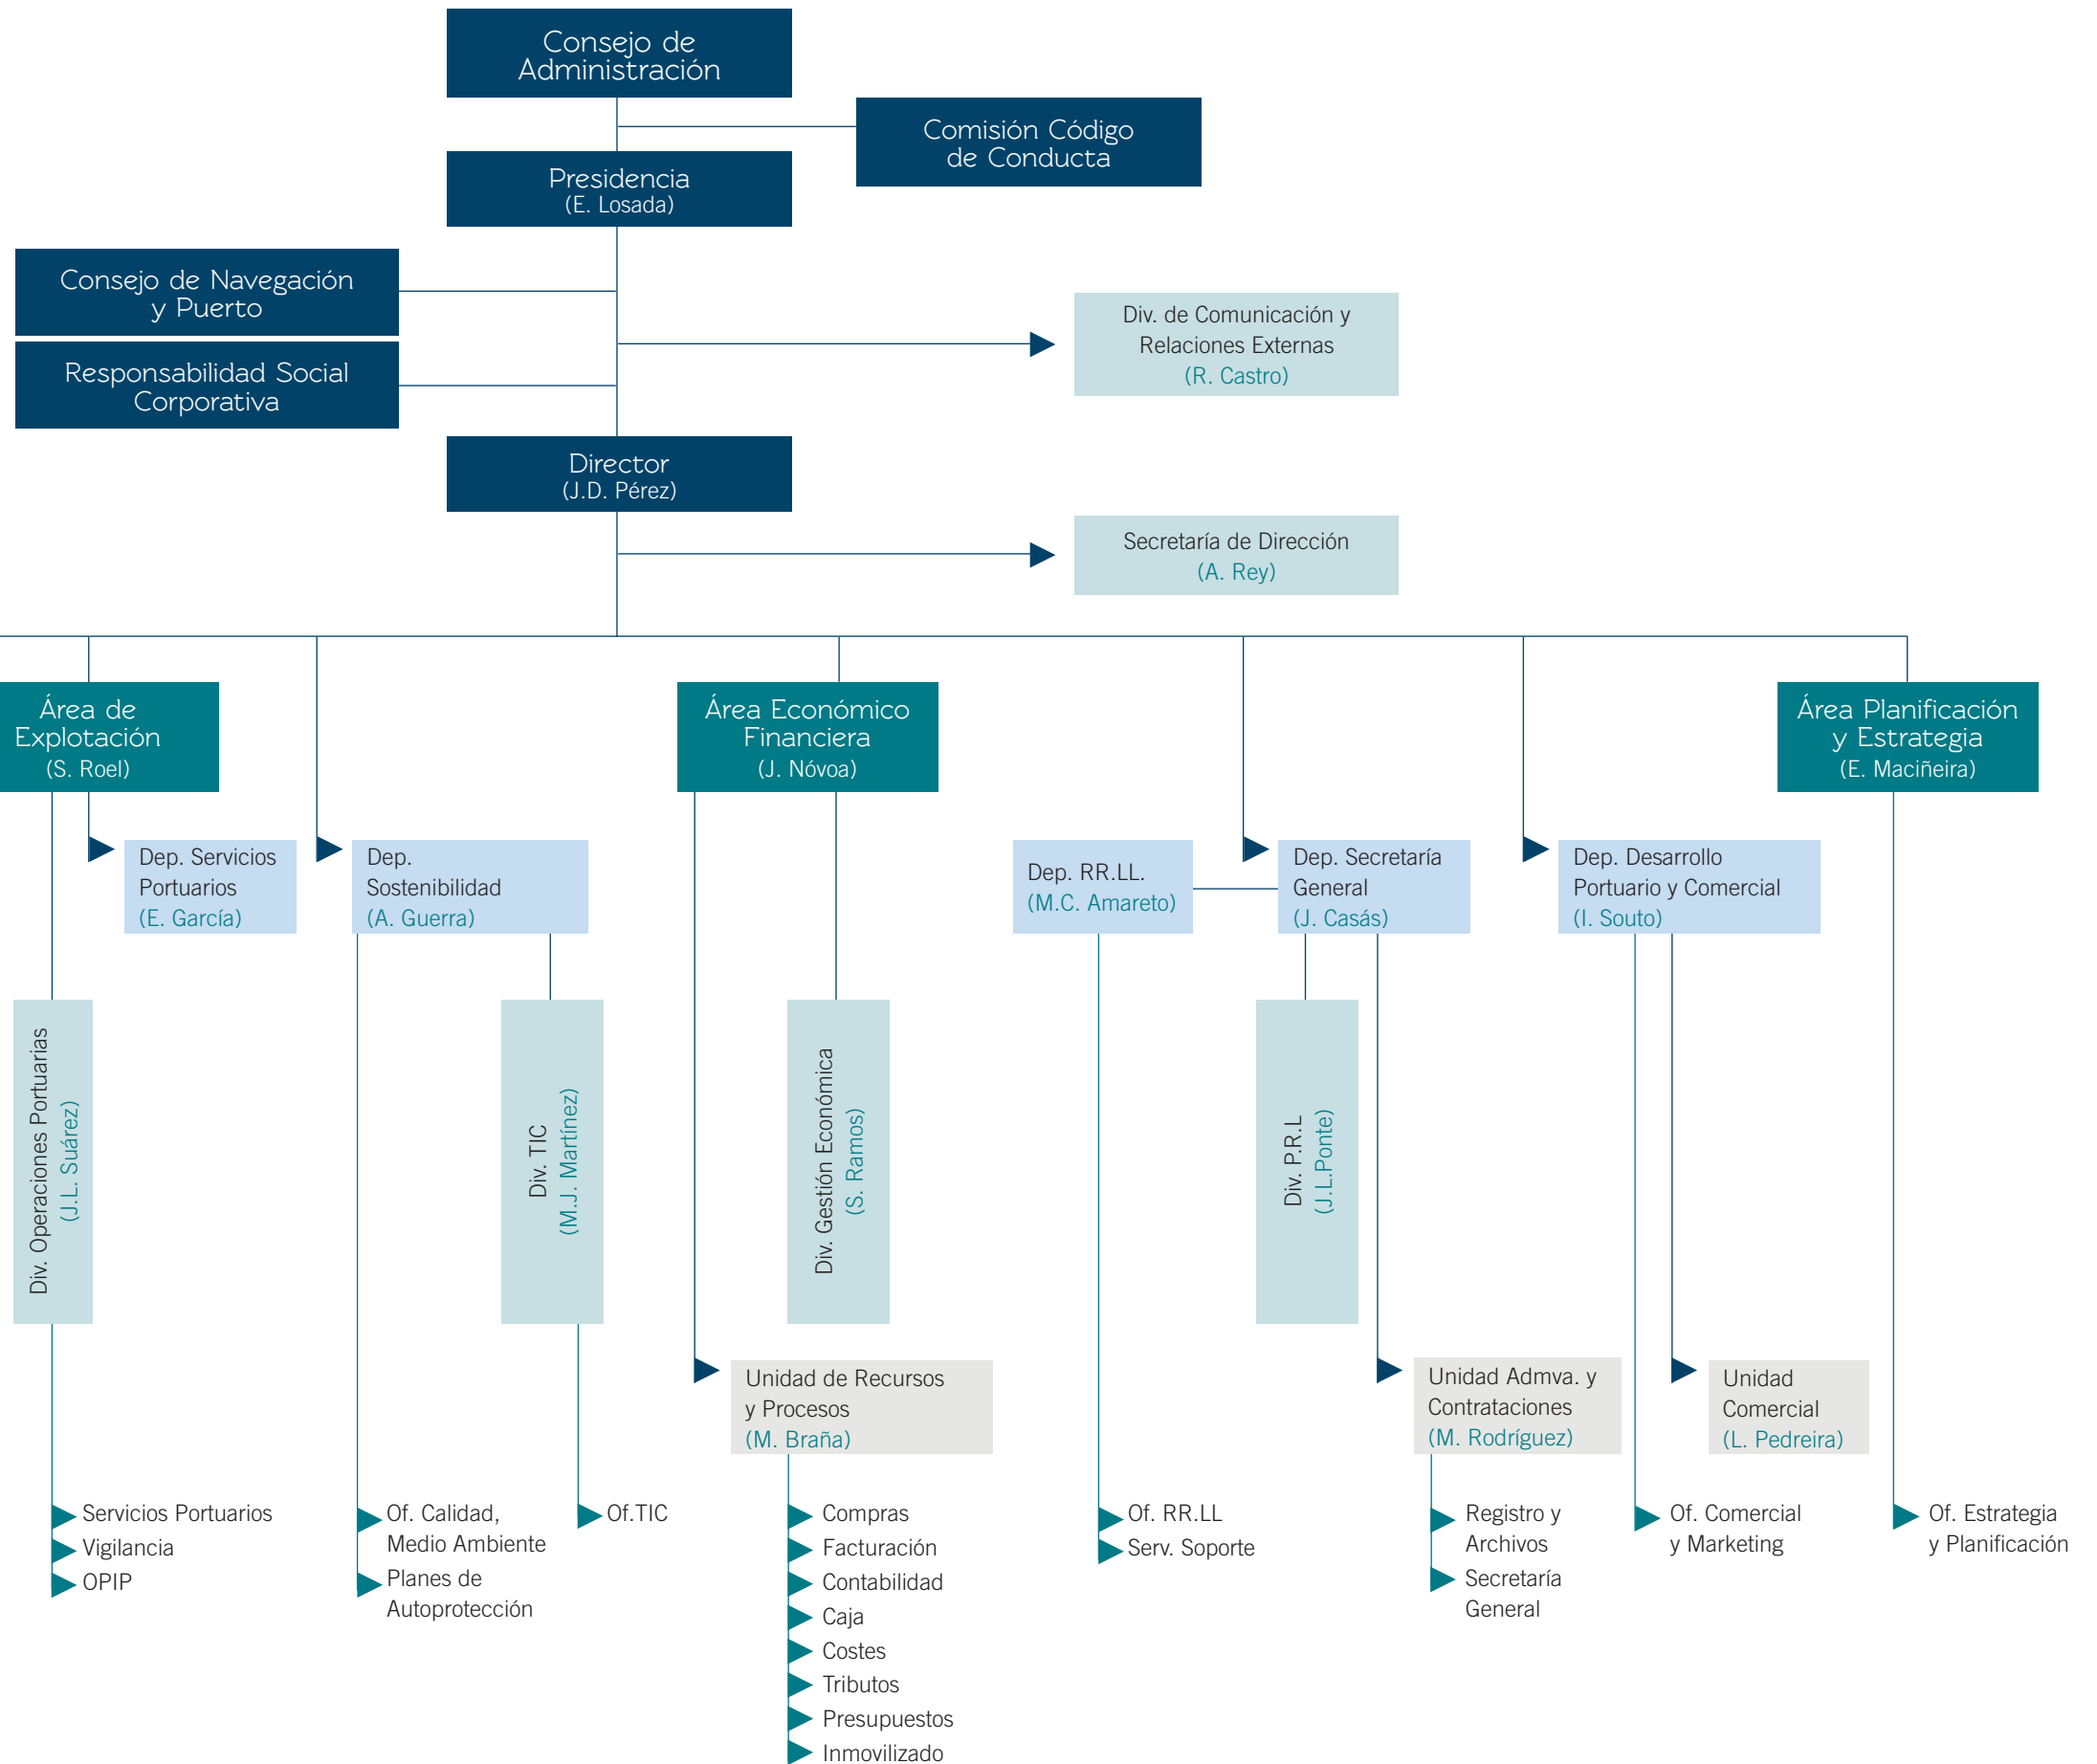 Consejo de
Administración
Comisión Código
de Conducta
Presidencia
(E. Losada)
Consejo de Navegación
y Puerto
Responsabilidad Social
Corporativa
Div. de Comunicación y
Relaciones Externas
(R. Castro)
Director
(J.D. Pérez)
Secretaría de Dirección
(A. Rey)
Área de
Explotación
(S. Roel)
Área Económico
Financiera
(J. Nóvoa)
Área Planificación
y Estrategia
(E. Maciñeira)
Dep. Servicios
Portuarios
(E. García)
Dep.
Sostenibilidad
(A. Guerra)
Dep. RR.LL.
(M.C. Amareto)
Dep. Secretaría
General
(J. Casás)
Dep. Desarrollo
Portuario y Comercial
(I. Souto)
Div. Operaciones Portuarias
(J.L. Suárez)
Div. TIC
(M.J. Martínez)
Div. Gestión Económica
(S. Ramos)
Div. P.R.L
(J.L.Ponte)
Unidad de Recursos
y Procesos
(M. Braña)
Unidad Admva. y
Contrataciones
(M. Rodríguez)
Unidad
Comercial
(L. Pedreira)
Servicios Portuarios
Vigilancia
OPIP
Of. Calidad,
Medio Ambiente
Planes de
Autoprotección
Of.TIC
Compras
Facturación
Contabilidad
Caja
Costes
Tributos
Presupuestos
Inmovilizado
Of. RR.LL
Serv. Soporte
Registro y
Archivos
Secretaría
General
Of. Comercial
y Marketing
Of. Estrategia
y Planificación